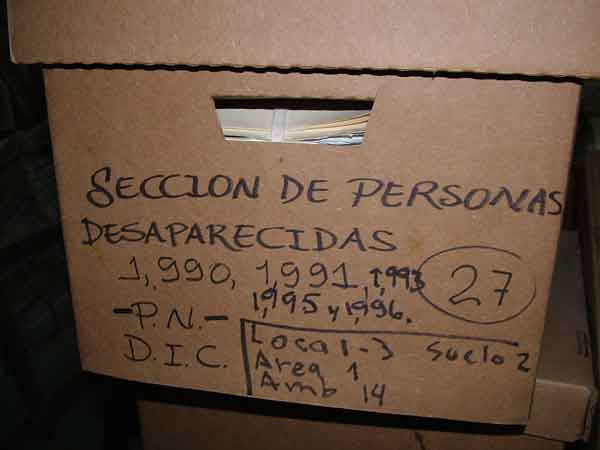 SECCION DE PERSONAS
DESAPARECIDAS
1,990, 1,991, 1,993
1,995 y 1,996.
27
-P.N.-
D.I.C.
Local-3 Suelo 2
Area 1
Amb 14